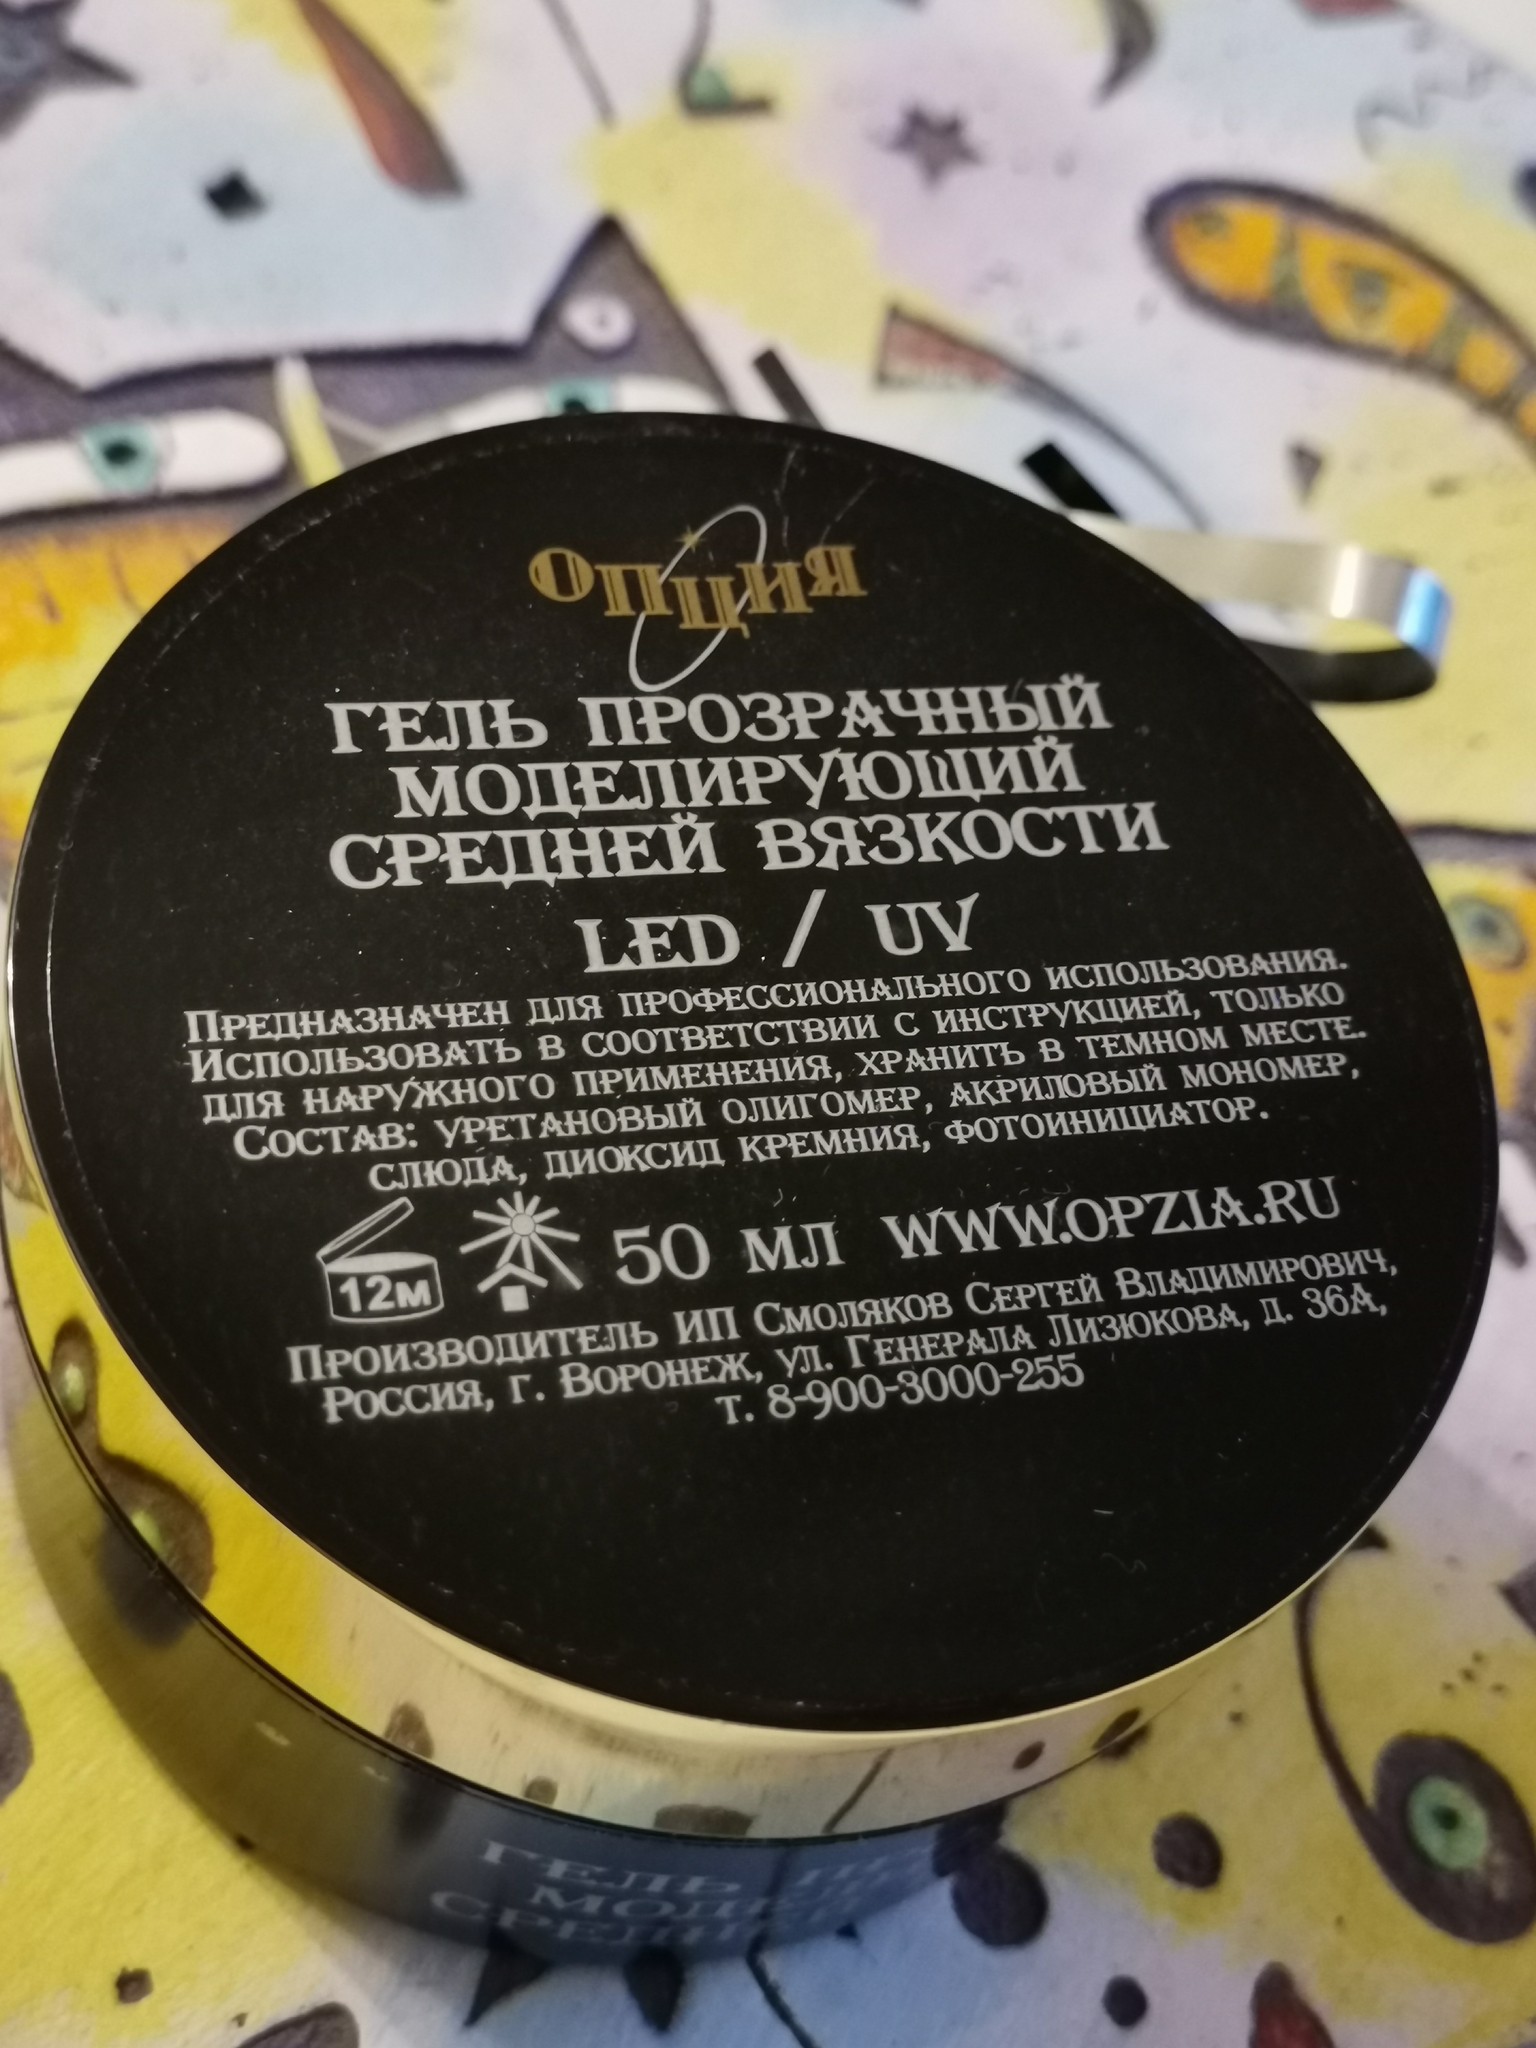 ОПЦИЯ
ГЕЛЬ ПРОЗРАЧНЫЙ
МОДЕЛИРУЮЩИЙ
СРЕДНЕЙ ВЯЗКОСТИ
LED / UV
Предназначен для профессионального использования.
Использовать в соответствии с инструкцией, только
для наружного применения, хранить в темном месте.
Состав: уретановый олигомер, акриловый мономер,
слюда, диоксид кремния, фотоинициатор.
12М 50 мл www.opzia.ru
Производитель ИП Смоляков Сергей Владимирович,
Россия, г. Воронеж, ул. Генерала Лизюкова, д. 36А,
т. 8-900-3000-255
ГЕЛЬ